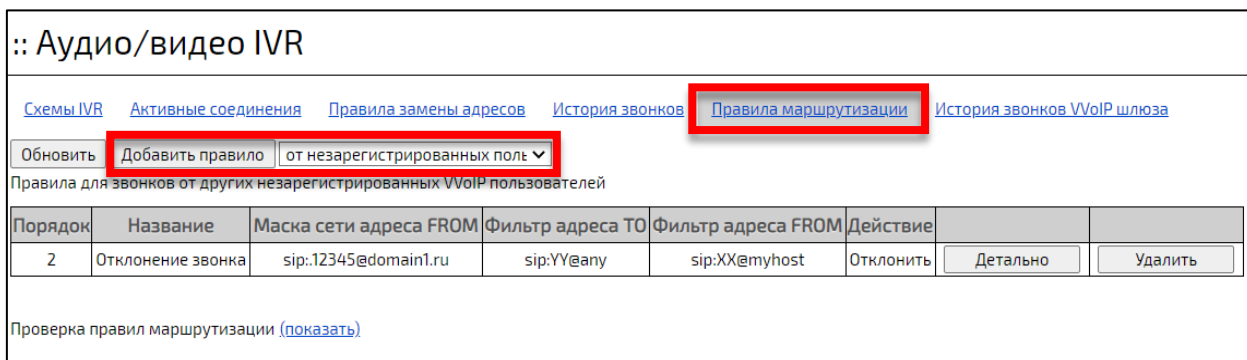 :: Аудио/видео IVR
Схемы IVR Активные соединения Правила замены адресов История звонков Правила маршрутизации История звонков VVoIP шлюза
Обновить Добавить правило от незарегистрированных поль
Правила для звонков от других незарегистрированных VVoIP пользователей
Порядок Название Маска сети адреса FROM Фильтр адреса TO Фильтр адреса FROM Действие
2 Отклонение звонка sip:.12345@domain1.ru sip:YY@any sip:XX@myhost Отклонить Детально Удалить
Проверка правил маршрутизации (показать)